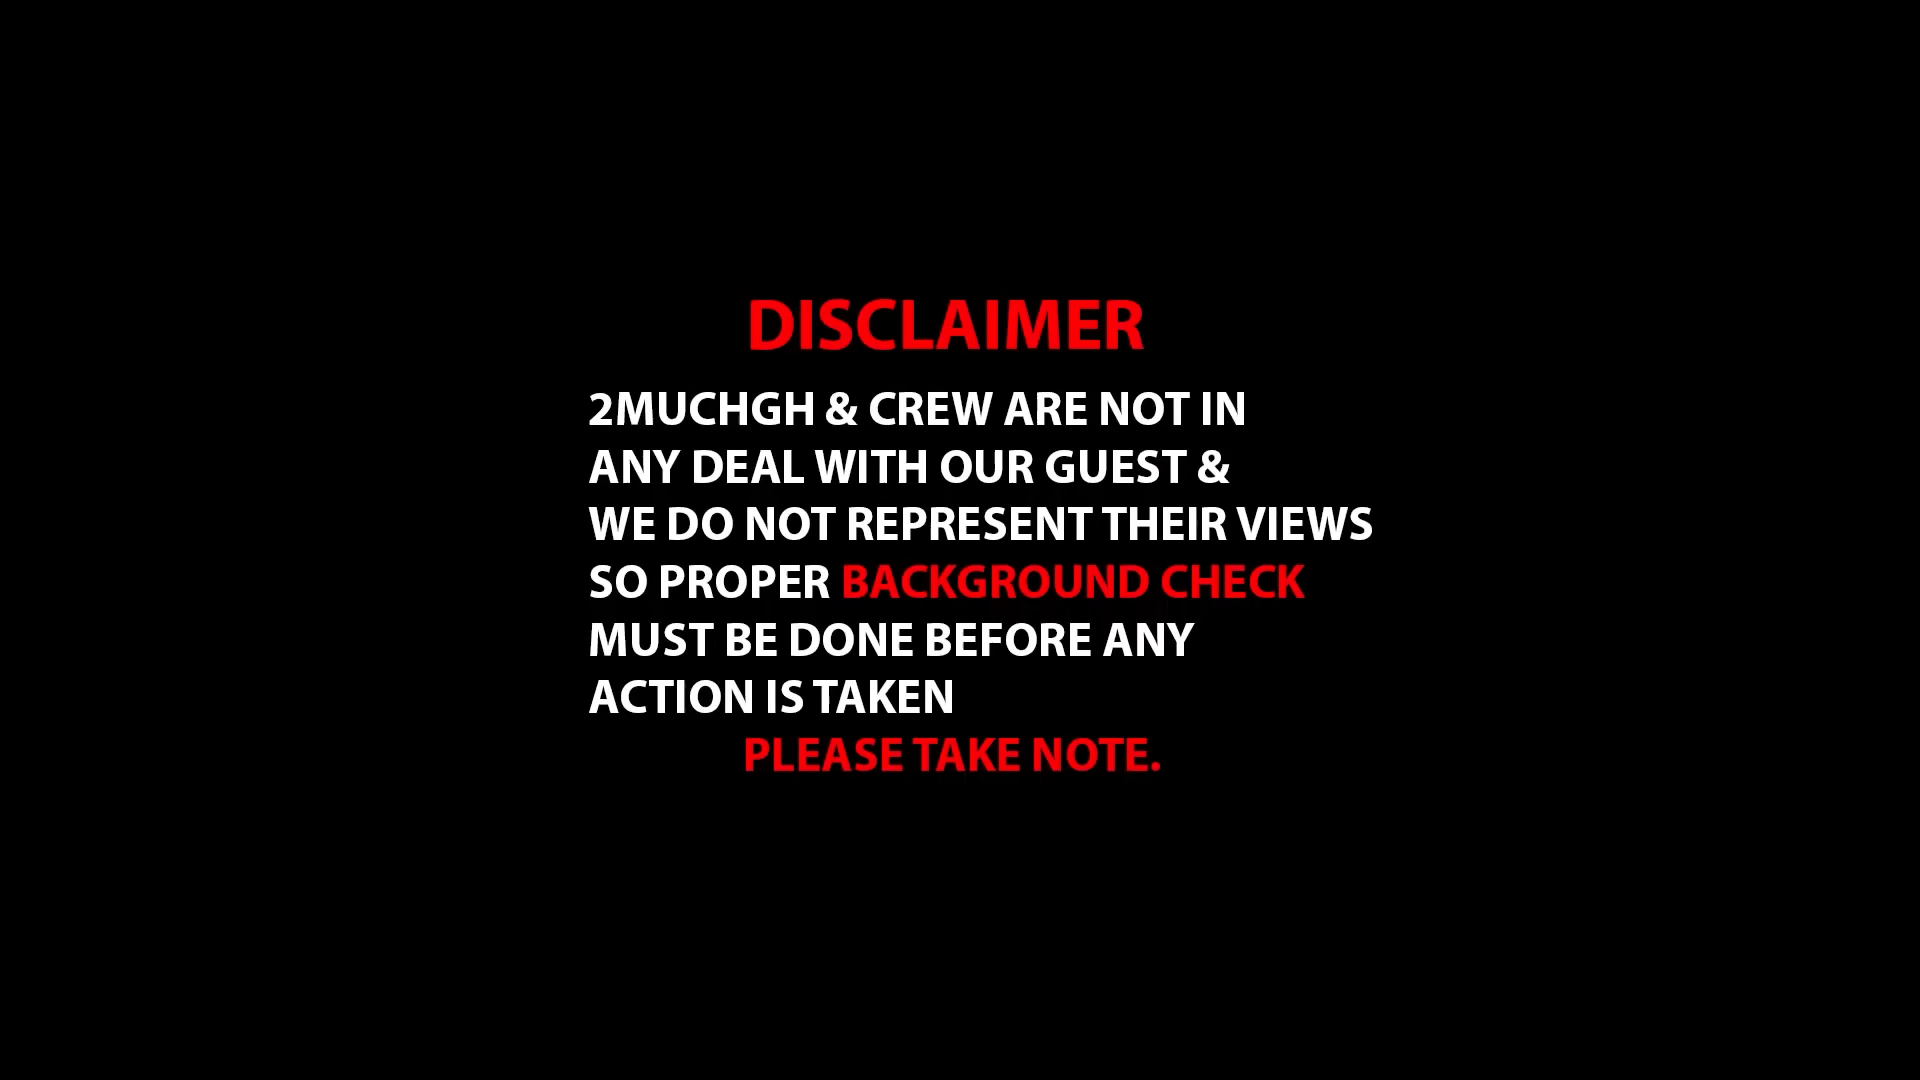 DISCLAIMER
2MUCHGH & CREW ARE NOT IN
ANY DEAL WITH OUR GUEST &
WE DO NOT REPRESENT THEIR VIEWS
SO PROPER BACKGROUND CHECK
MUST BE DONE BEFORE ANY
ACTION IS TAKEN
PLEASE TAKE NOTE.